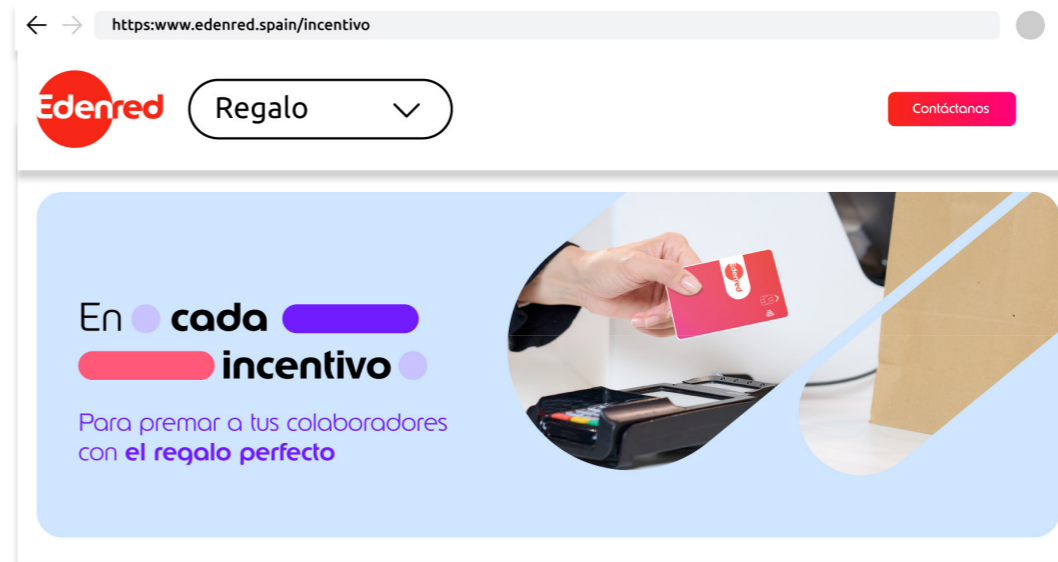 https:www.edenred.spain/incentivo
Edenred
Regalo
Contáctanos
En cada
incentivo
Para premar a tus colaboradores
con el regalo perfecto
Edenred